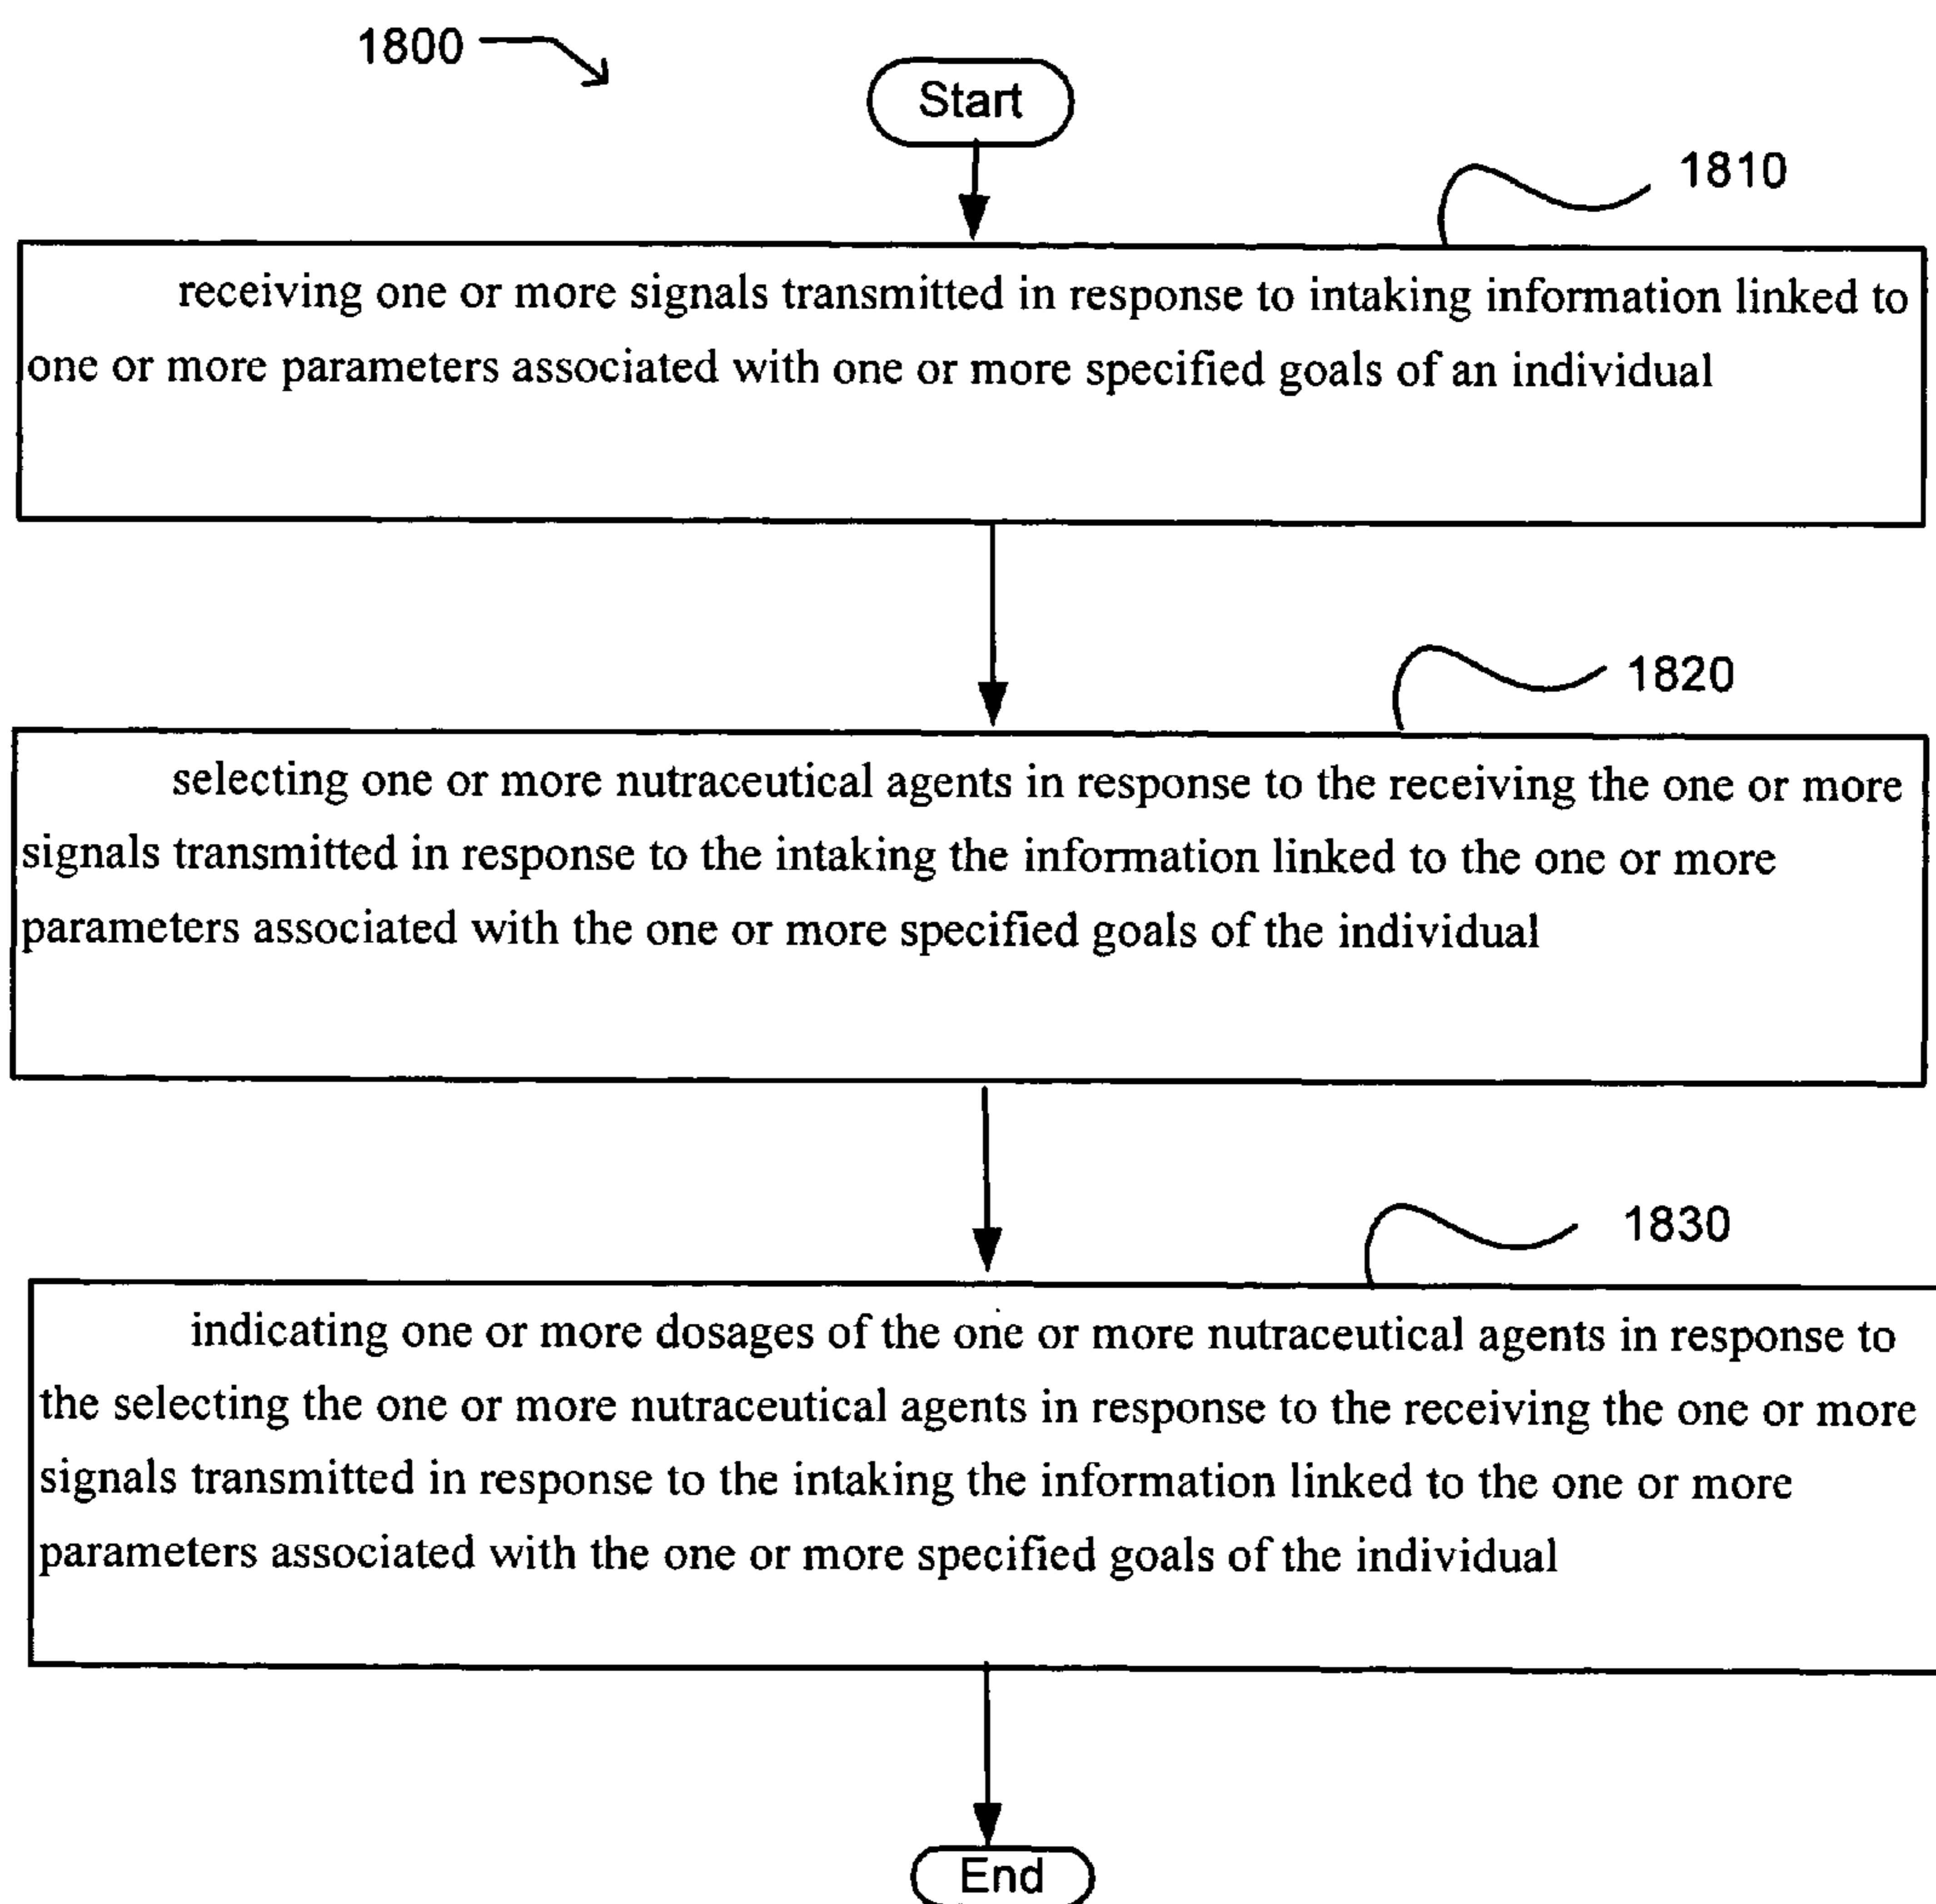 1800
Start
1810
receiving one or more signals transmitted in response to intaking information linked to
one or more parameters associated with one or more specified goals of an individual
1820
selecting one or more nutraceutical agents in response to the receiving the one or more
signals transmitted in response to the intaking the information linked to the one or more
parameters associated with the one or more specified goals of the individual
1830
indicating one or more dosages of the one or more nutraceutical agents in response to
the selecting the one or more nutraceutical agents in response to the receiving the one or more
signals transmitted in response to the intaking the information linked to the one or more
parameters associated with the one or more specified goals of the individual
End